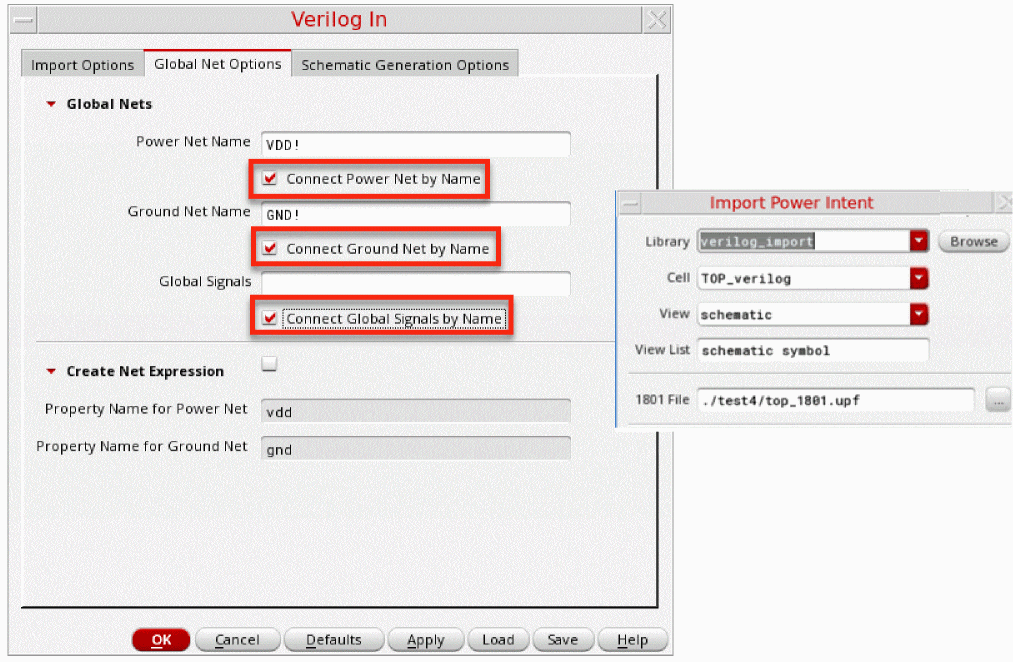 Verilog In
Import Options
Global Net Options
Schematic Generation Options
Global Nets
Power Net Name
VDD!
Connect Power Net by Name
Ground Net Name
GND!
Connect Ground Net by Name
Global Signals
Connect Global Signals by Name
Create Net Expression
Property Name for Power Net
vdd
Property Name for Ground Net
gnd
OK
Cancel
Defaults
Apply
Load
Save
Help
Import Power Intent
Library
verilog_import
Browse
Cell
TOP_verilog
View
schematic
View List
schematic symbol
1801 File
./test4/top_1801.upf
...